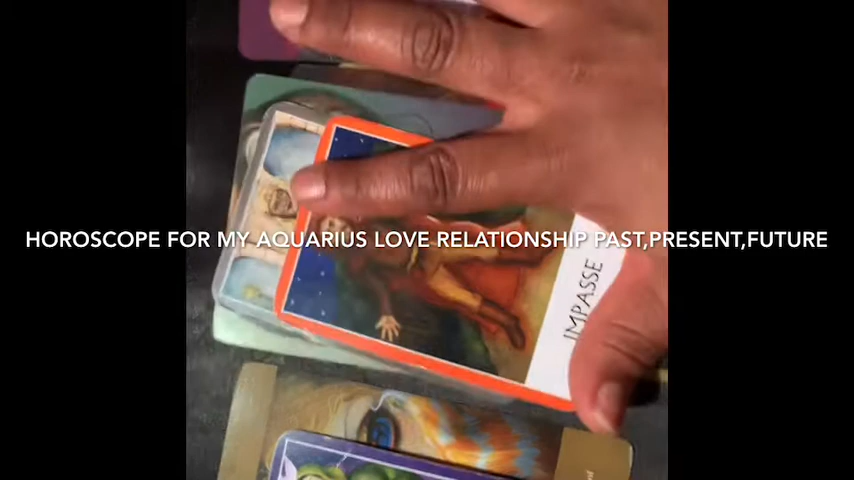 HOROSCOPE FOR MY AQUARIUS LOVE RELATIONSHIP PAST,PRESENT,FUTURE
IMPASSE